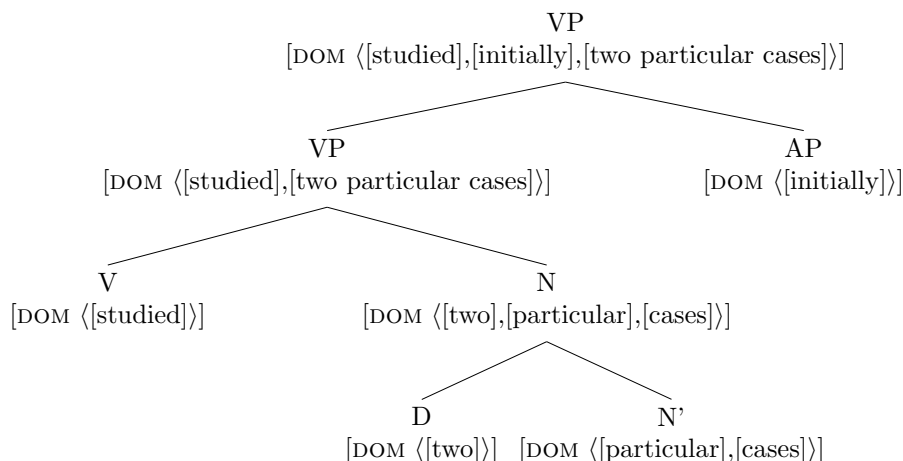 VP
[DOM ⟨[studied],[initially],[two particular cases]⟩]
VP AP
[DOM ⟨[studied],[two particular cases]⟩] [DOM ⟨[initially]⟩]
V N
[DOM ⟨[studied]⟩] [DOM ⟨[two],[particular],[cases]⟩]
D N'
[DOM ⟨[two]⟩] [DOM ⟨[particular],[cases]⟩]